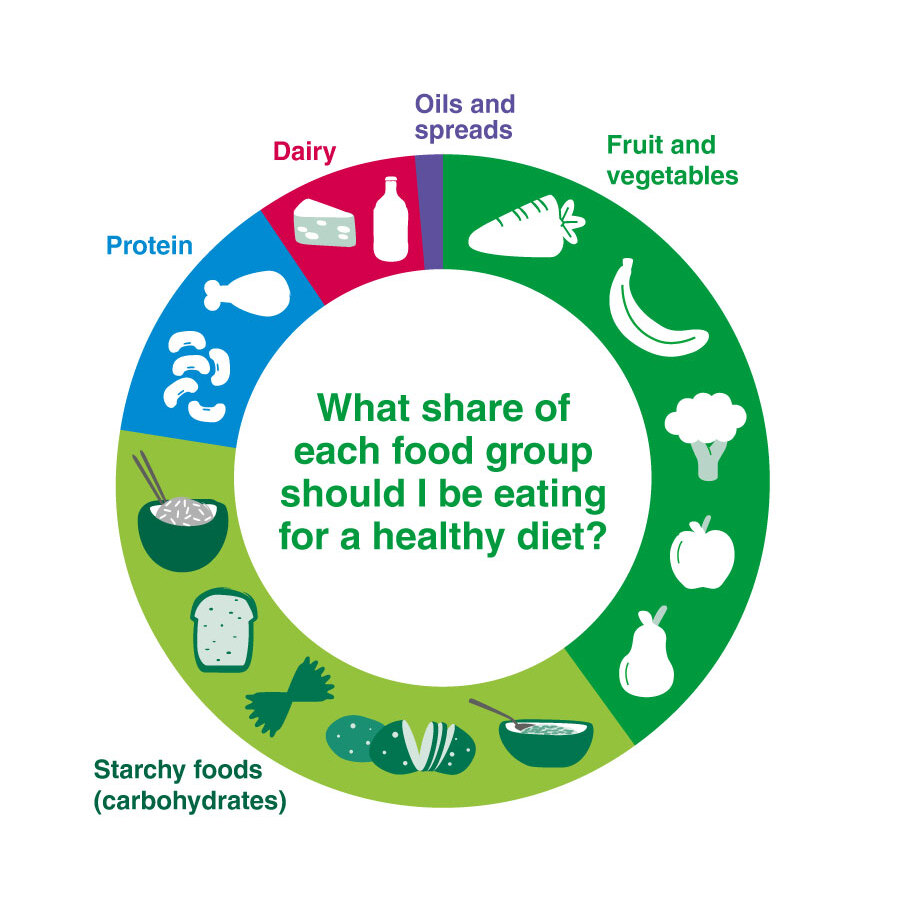 Oils and
spreads
Fruit and
vegetables
Dairy
Protein
What share of
each food group
should I be eating
for a healthy diet?
Starchy foods
(carbohydrates)